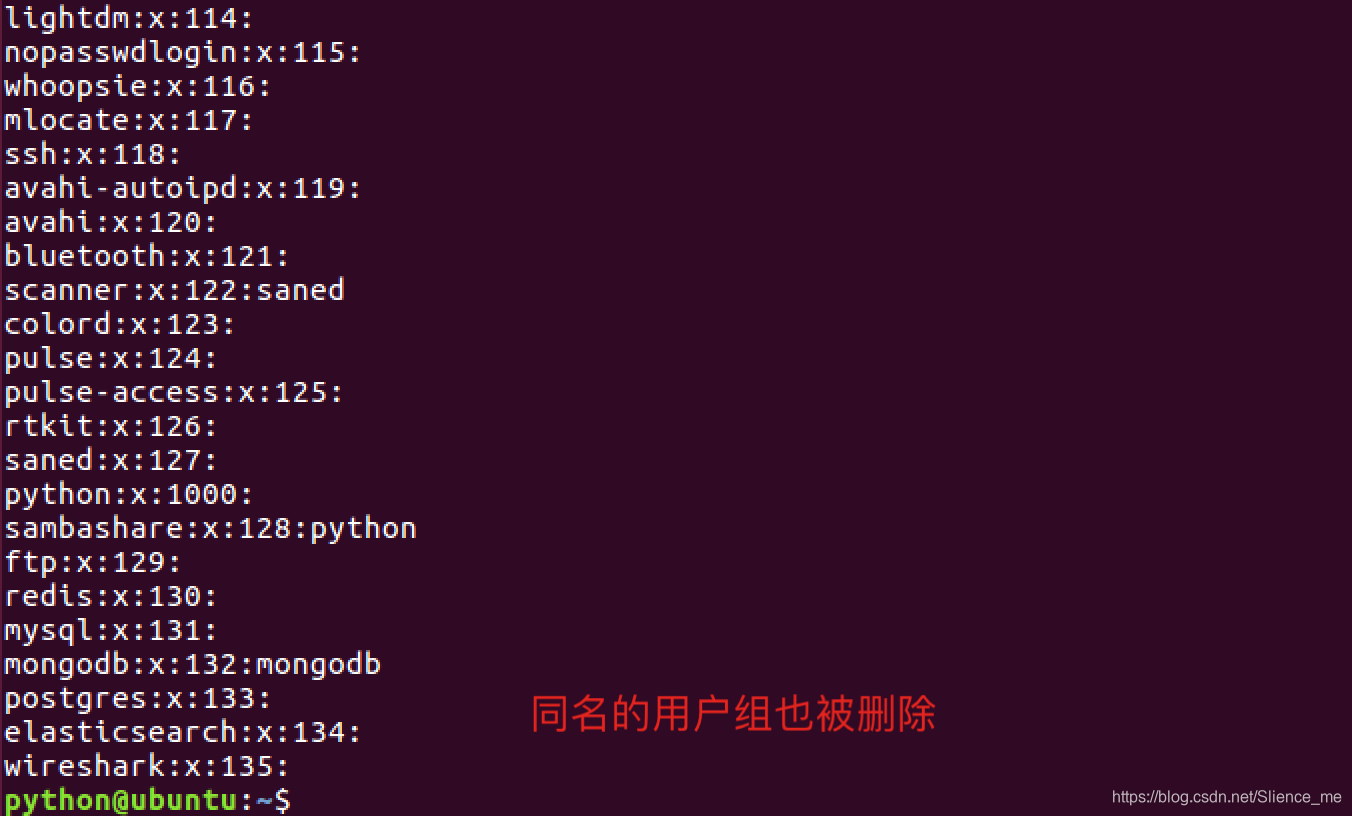 lightdm:x:114:
nopasswdlogin:x:115:
whoopsie:x:116:
mlocate:x:117:
ssh:x:118:
avahi-autoipd:x:119:
avahi:x:120:
bluetooth:x:121:
scanner:x:122:saned
colord:x:123:
pulse:x:124:
pulse-access:x:125:
rtkit:x:126:
saned:x:127:
python:x:1000:
sambashare:x:128:python
ftp:x:129:
redis:x:130:
mysql:x:131:
mongodb:x:132:mongodb
postgres:x:133:
同名的用户组也被删除
elasticsearch:x:134:
wireshark:x:135:
python@ubuntu:~$
https://blog.csdn.net/Slience_me